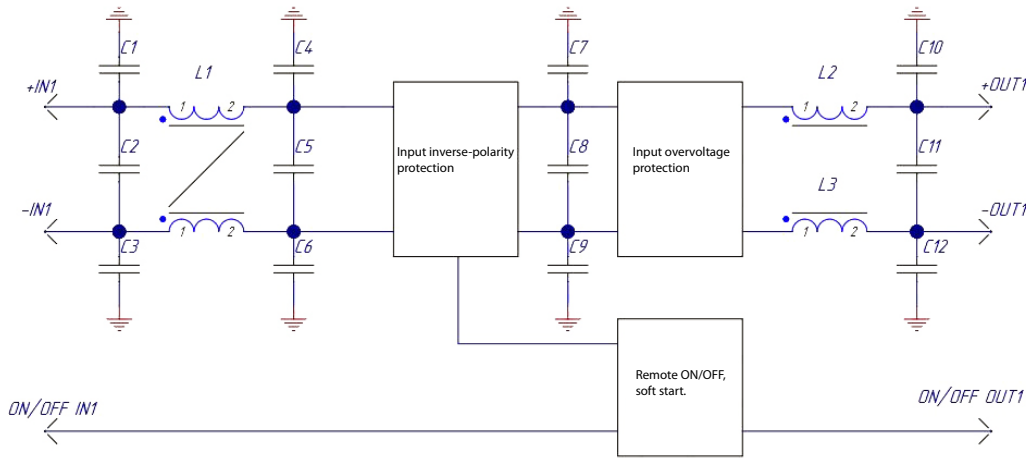 C1
C4
C7
C10
L1
L2
+IN1
+OUT1
1 2
1 2
C2
C5
C8
C11
Input inverse-polarity
protection
Input overvoltage
protection
L3
-IN1
-OUT1
1 2
1 2
C3
C6
C9
C12
Remote ON/OFF,
soft start.
ON/OFF IN1
ON/OFF OUT1